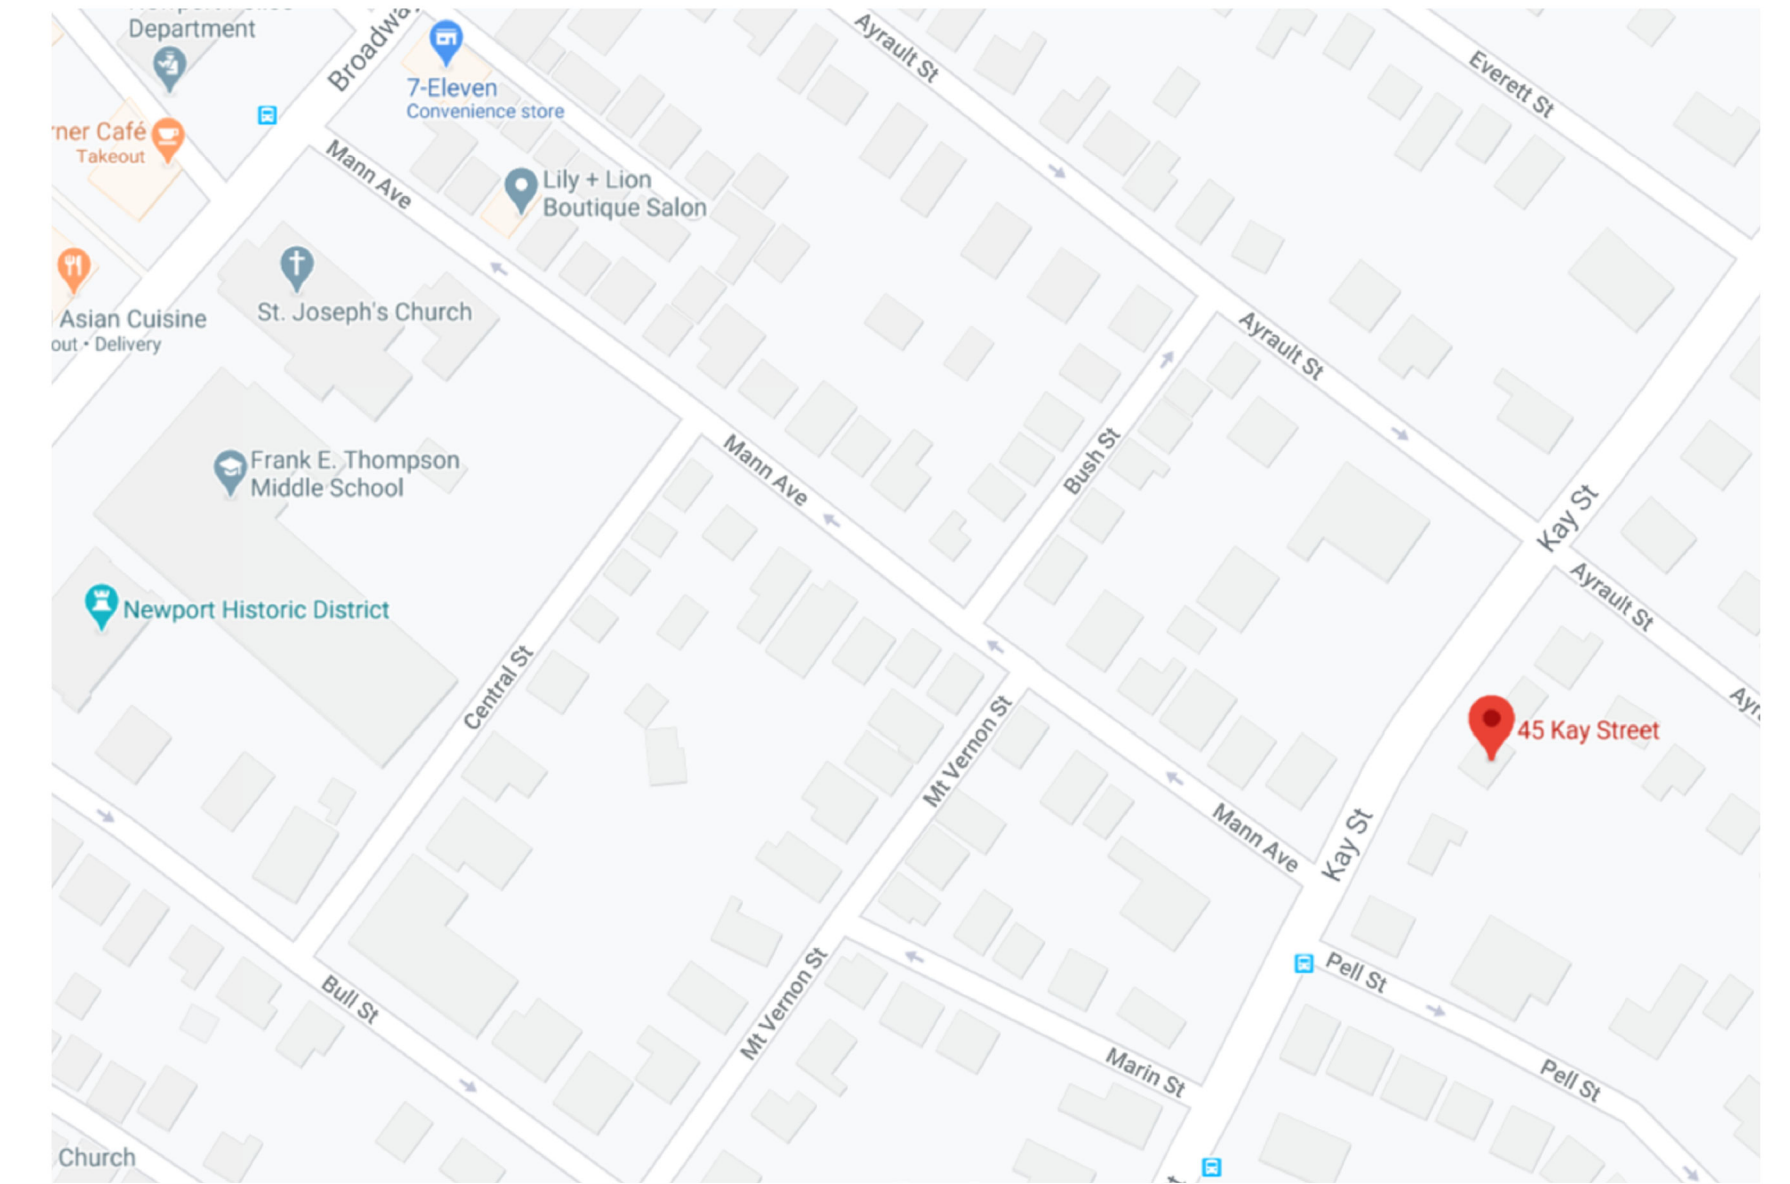 Department
Broadway
7-Eleven
Convenience store
rner Café
Takeout
Mann Ave
Lily + Lion
Boutique Salon
Ayrault St
Everett St
St. Joseph's Church
Asian Cuisine
out • Delivery
Ayrault St
Frank E. Thompson
Middle School
Mann Ave
Bush St
Kay St
Ayrault St
Newport Historic District
Central St
Mt Vernon St
45 Kay Street
Ayr
Mann Ave
Kay St
Bull St
Mt Vernon St
Pell St
Marin St
Pell St
Church